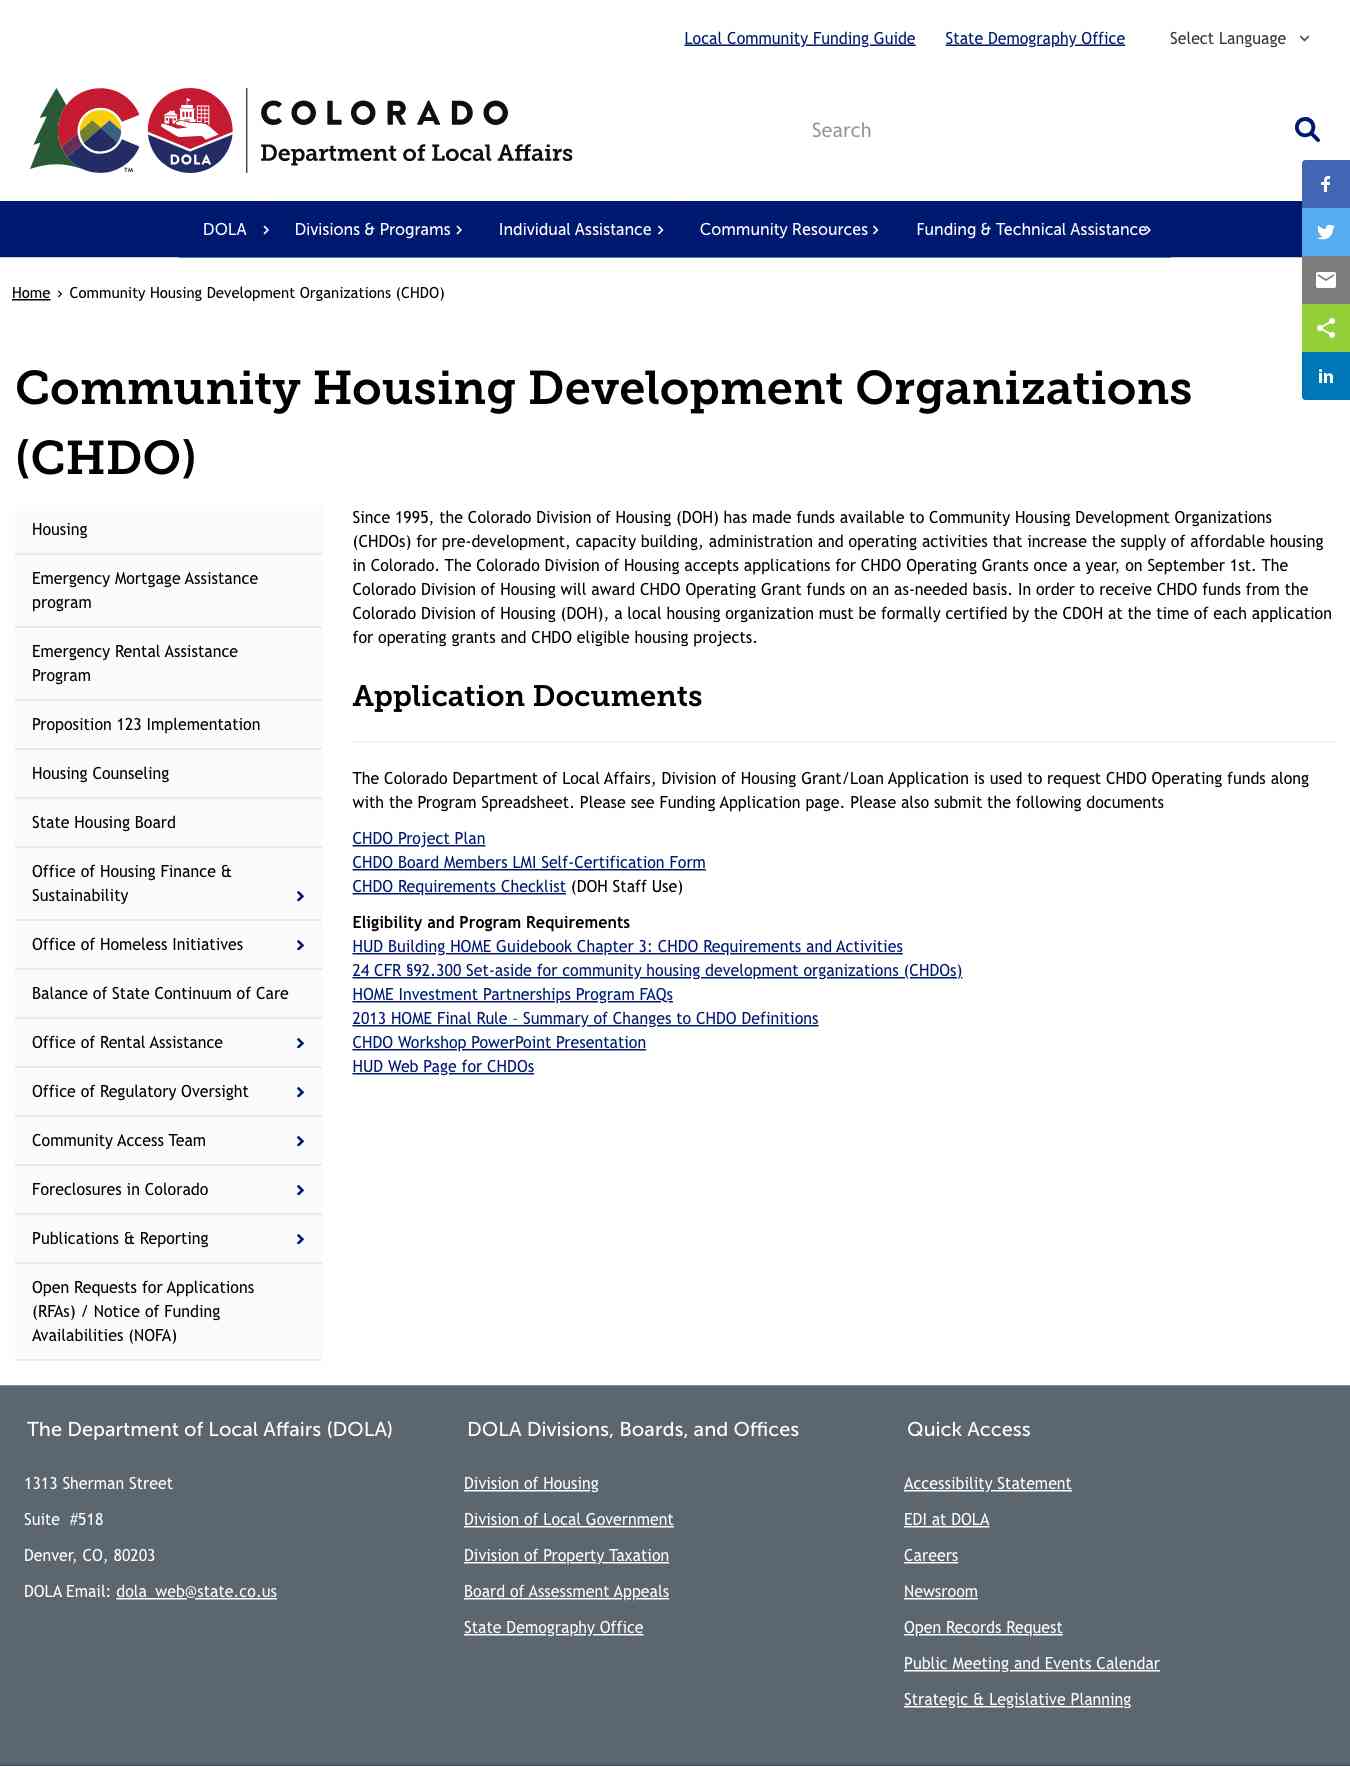 Local Community Funding Guide State Demography Office Select Language
COLORADO
Department of Local Affairs
DOLA
TM
Search
DOLA Divisions & Programs Individual Assistance Community Resources Funding & Technical Assistance
Home › Community Housing Development Organizations (CHDO)
Community Housing Development Organizations
(CHDO)
Housing
Emergency Mortgage Assistance
program
Emergency Rental Assistance
Program
Proposition 123 Implementation
Housing Counseling
State Housing Board
Office of Housing Finance &
Sustainability
Office of Homeless Initiatives
Balance of State Continuum of Care
Office of Rental Assistance
Office of Regulatory Oversight
Community Access Team
Foreclosures in Colorado
Publications & Reporting
Open Requests for Applications
(RFAs) / Notice of Funding
Availabilities (NOFA)
Since 1995, the Colorado Division of Housing (DOH) has made funds available to Community Housing Development Organizations
(CHDOs) for pre-development, capacity building, administration and operating activities that increase the supply of affordable housing
in Colorado. The Colorado Division of Housing accepts applications for CHDO Operating Grants once a year, on September 1st. The
Colorado Division of Housing will award CHDO Operating Grant funds on an as-needed basis. In order to receive CHDO funds from the
Colorado Division of Housing (DOH), a local housing organization must be formally certified by the CDOH at the time of each application
for operating grants and CHDO eligible housing projects.
Application Documents
The Colorado Department of Local Affairs, Division of Housing Grant/Loan Application is used to request CHDO Operating funds along
with the Program Spreadsheet. Please see Funding Application page. Please also submit the following documents
CHDO Project Plan
CHDO Board Members LMI Self-Certification Form
CHDO Requirements Checklist (DOH Staff Use)
Eligibility and Program Requirements
HUD Building HOME Guidebook Chapter 3: CHDO Requirements and Activities
24 CFR §92.300 Set-aside for community housing development organizations (CHDOs)
HOME Investment Partnerships Program FAQs
2013 HOME Final Rule - Summary of Changes to CHDO Definitions
CHDO Workshop PowerPoint Presentation
HUD Web Page for CHDOs
The Department of Local Affairs (DOLA)
1313 Sherman Street
Suite #518
Denver, CO, 80203
DOLA Email: dola_web@state.co.us
DOLA Divisions, Boards, and Offices
Division of Housing
Division of Local Government
Division of Property Taxation
Board of Assessment Appeals
State Demography Office
Quick Access
Accessibility Statement
EDI at DOLA
Careers
Newsroom
Open Records Request
Public Meeting and Events Calendar
Strategic & Legislative Planning